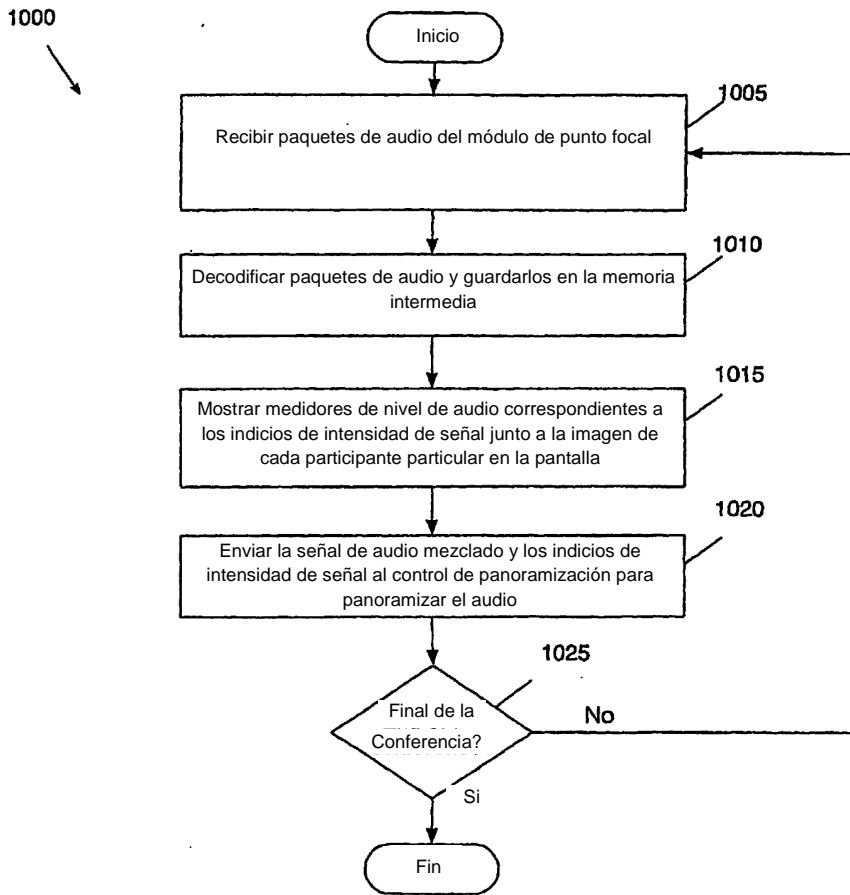 1000
Inicio
1005
Recibir paquetes de audio del módulo de punto focal
1010
Decodificar paquetes de audio y guardarlos en la memoria
intermedia
1015
Mostrar medidores de nivel de audio correspondientes a
los indicios de intensidad de señal junto a la imagen de
cada participante particular en la pantalla
1020
Enviar la señal de audio mezclado y los indicios de
intensidad de señal al control de panoramización para
panoramizar el audio
1025
Final de la
Conferencia?
No
Si
Fin